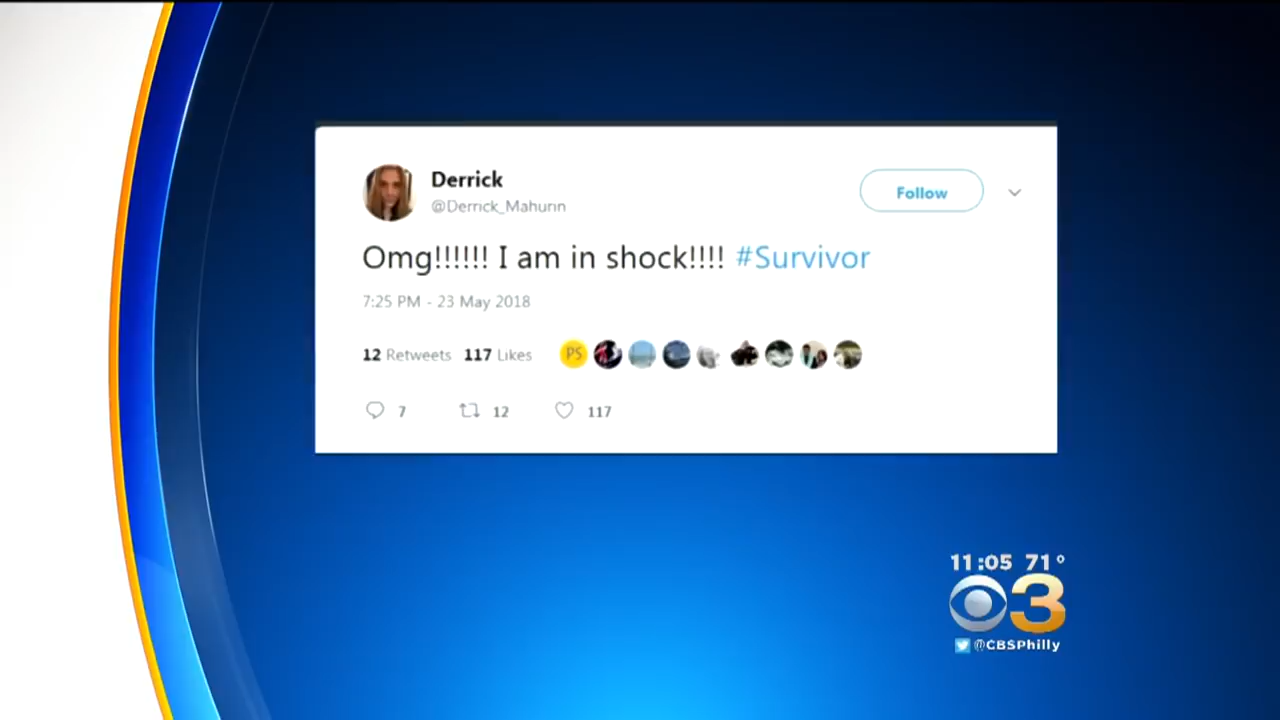 Derrick
@Derrick_Mahurin
Follow
Omg!!!!!! I am in shock!!!! #Survivor
7:25 PM - 23 May 2018
12 Retweets 117 Likes
PS
7 12 117
11:05 71°
3
@CBSPhilly